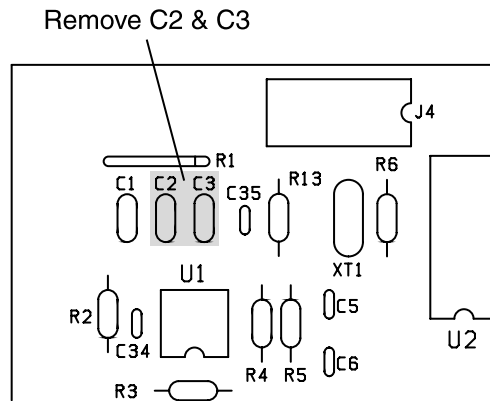 Remove C2 & C3
J4
R1
R6
C1 C2 C3 C35 R13
XT1
U1
R2
C34
C5
U2
C6
R4 R5
R3